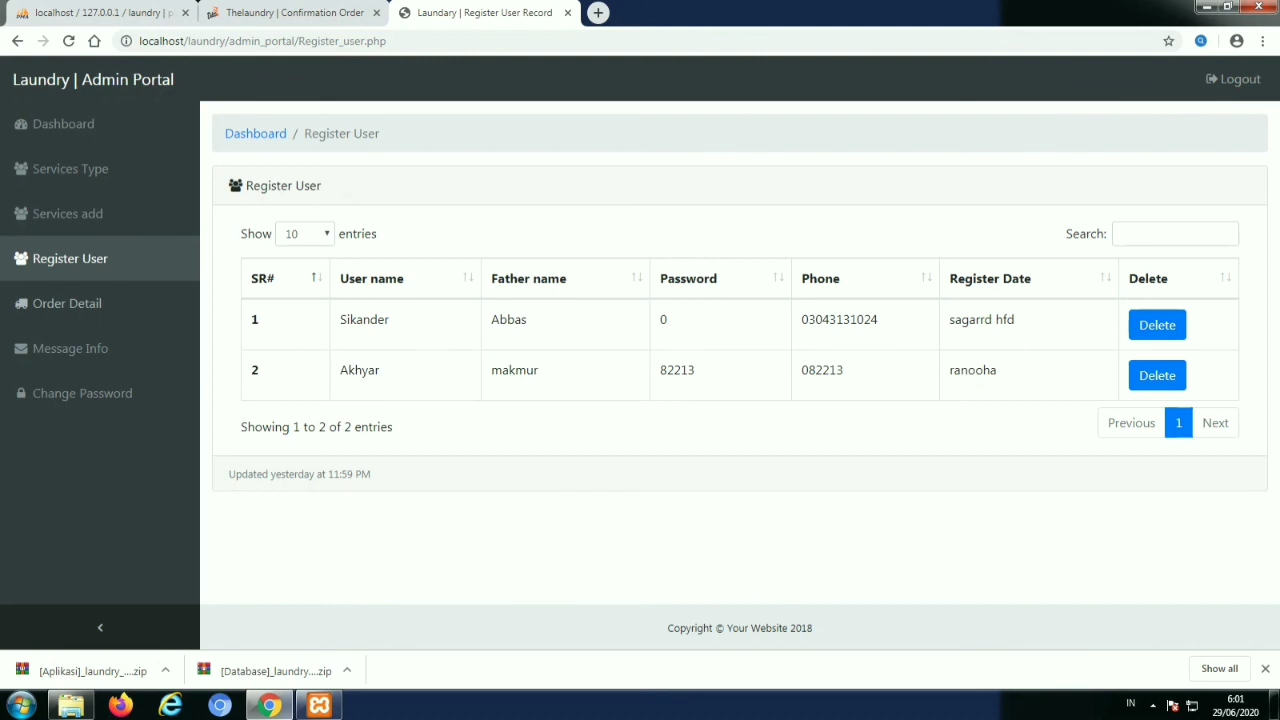 localhost / 127.0.0.1 / laundry | p
Thelaundry | Confirmation Order
Laundary | Register User Record
localhost/laundry/admin_portal/Register_user.php
Laundry | Admin Portal
Logout
Dashboard
Services Type
Services add
Register User
Order Detail
Message Info
Change Password
Dashboard / Register User
Register User
Show 10 entries
Search:
SR# User name Father name Password Phone Register Date Delete
1 Sikander Abbas 0 03043131024 sagarrd hfd Delete
2 Akhyar makmur 82213 082213 ranooha Delete
Showing 1 to 2 of 2 entries
Previous 1 Next
Updated yesterday at 11:59 PM
Copyright © Your Website 2018
[Aplikasi]_laundry_....zip
[Database]_laundry....zip
Show all
IN
6:01
29/06/2020